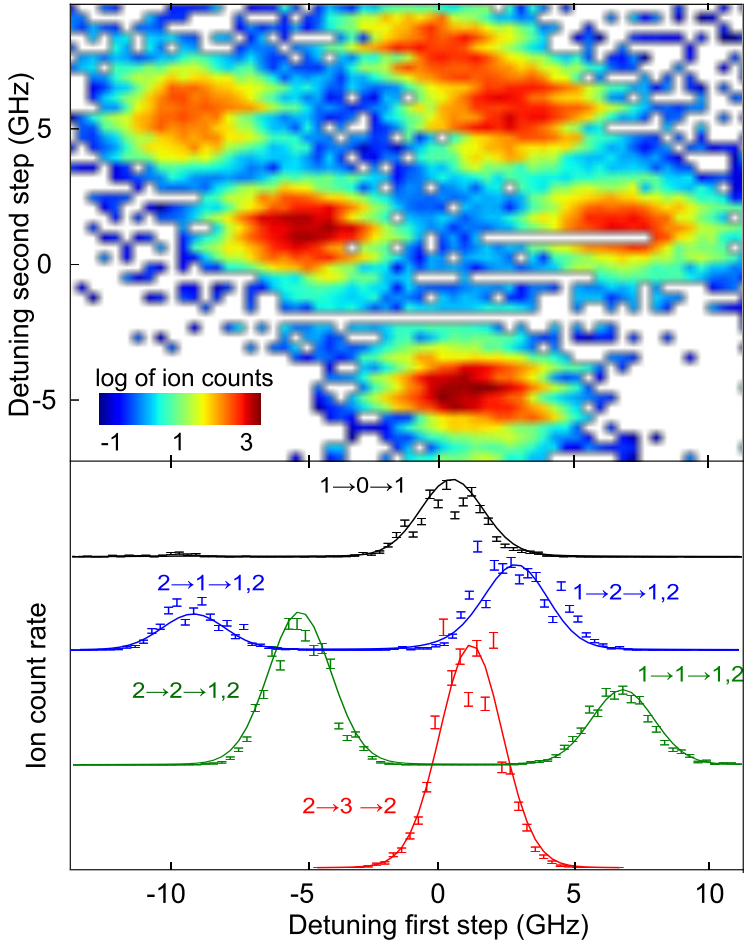 Detuning second step (GHz)
5
0
-5
log of ion counts
-1 1 3
Ion count rate
1→0→1
2→1→1,2
1→2→1,2
2→2→1,2
1→1→1,2
2→3 →2
-10 -5 0 5 10
Detuning first step (GHz)